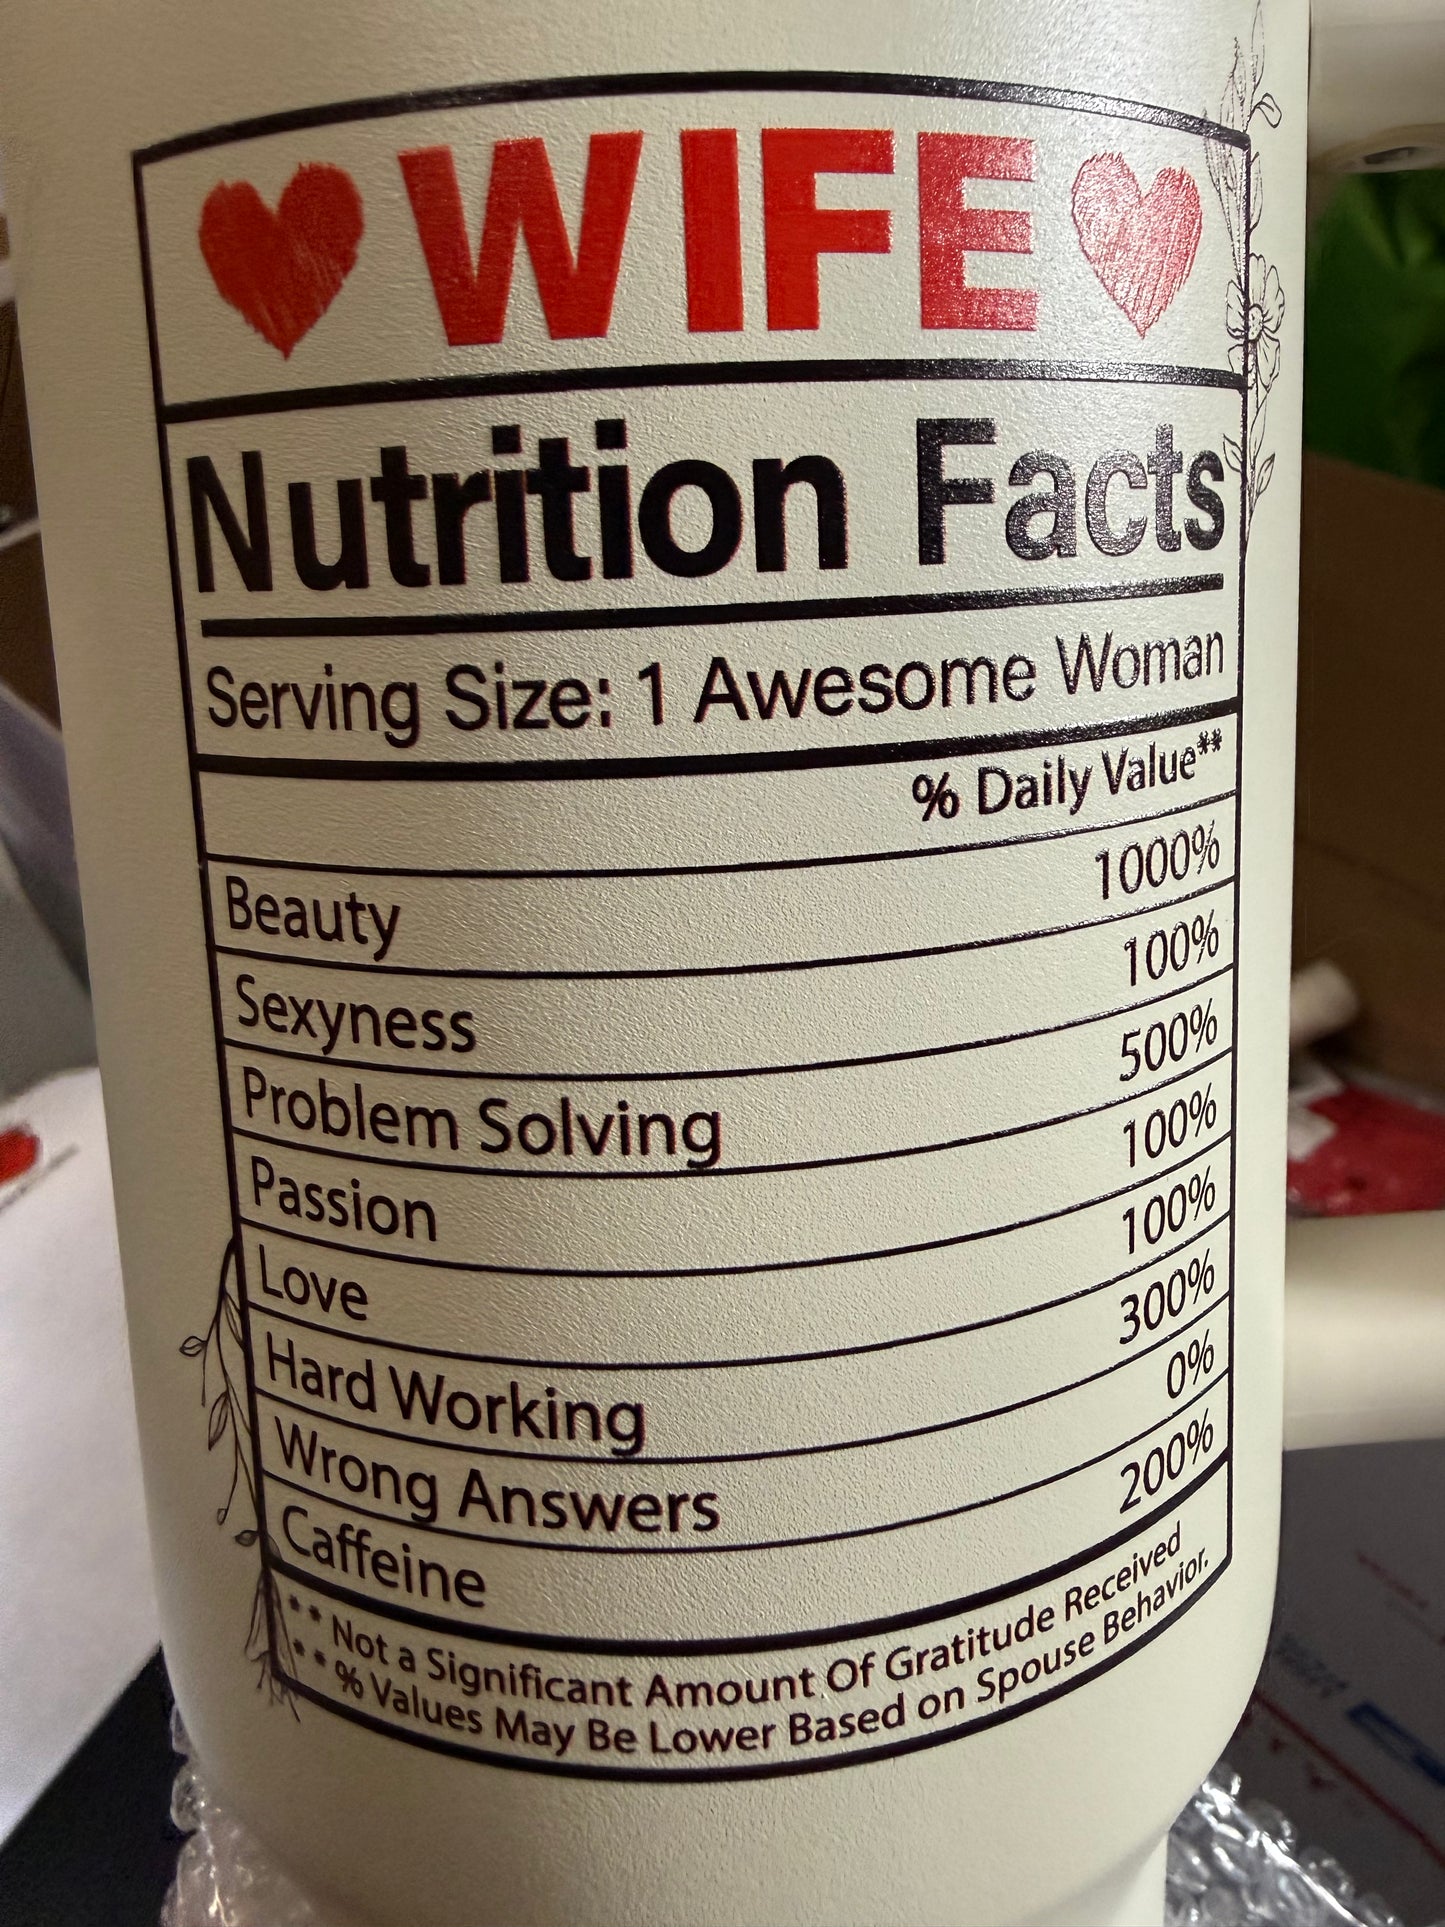 WIFE
Nutrition Facts
Serving Size: 1 Awesome Woman
% Daily Value**
Beauty 1000%
Sexyness 100%
Problem Solving 500%
Passion 100%
Love 100%
Hard Working 300%
Wrong Answers 0%
Caffeine 200%
** Not a Significant Amount Of Gratitude Received
**% Values May Be Lower Based on Spouse Behavior.